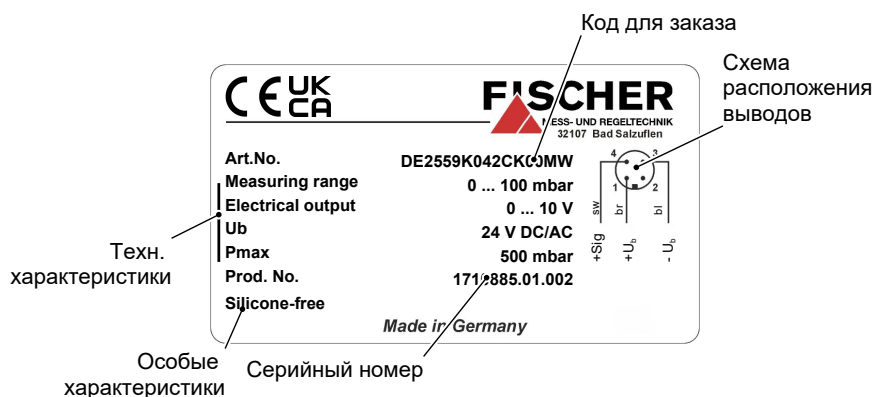 Код для заказа
Схема
расположения
выводов
CE UK
CA
FISCHER
MESS- UND REGELTECHNIK
32107 Bad Salzuflen
Art.No. DE2559K042CK00MW
Measuring range 0 ... 100 mbar
Electrical output 0 ... 10 V
Ub 24 V DC/AC
Pmax 500 mbar
Prod. No.
Silicone-free
Made in Germany
4 3
1 2
sw br bl
+Sig +Ub - Ub
Техн.
характеристики
Особые
характеристики
Серийный номер